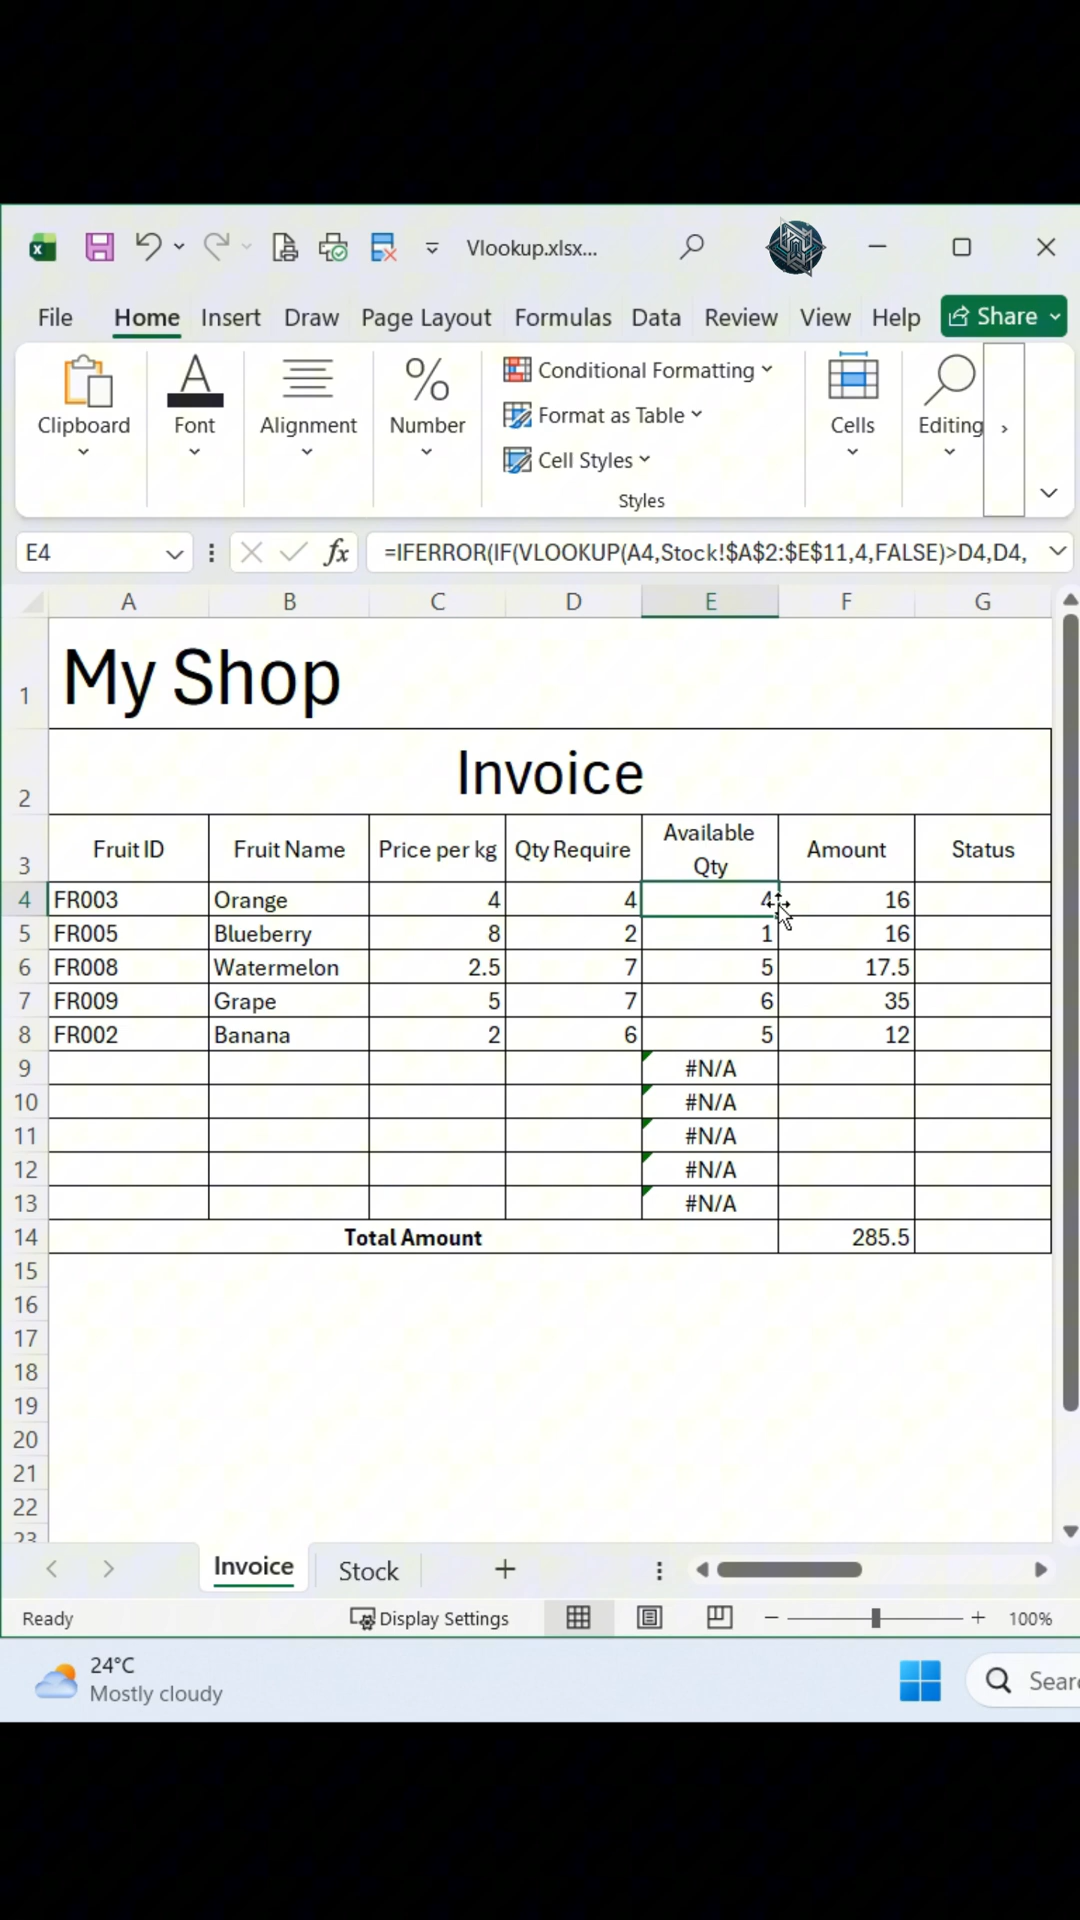 Vlookup.xlsx...
File Home Insert Draw Page Layout Formulas Data Review View Help Share
Clipboard Font Alignment Number Conditional Formatting Format as Table Cell Styles Styles Cells Editing
E4 fx =IFERROR(IF(VLOOKUP(A4,Stock!$A$2:$E$11,4,FALSE)>D4,D4,
A B C D E F G
1 My Shop
2 Invoice
3 Fruit ID Fruit Name Price per kg Qty Require Available Qty Amount Status
4 FR003 Orange 4 4 4 16
5 FR005 Blueberry 8 2 1 16
6 FR008 Watermelon 2.5 7 5 17.5
7 FR009 Grape 5 7 6 35
8 FR002 Banana 2 6 5 12
9 #N/A
10 #N/A
11 #N/A
12 #N/A
13 #N/A
14 Total Amount 285.5
15
16
17
18
19
20
21
22
23
Invoice Stock
Ready Display Settings 100%
24°C
Mostly cloudy
Sear